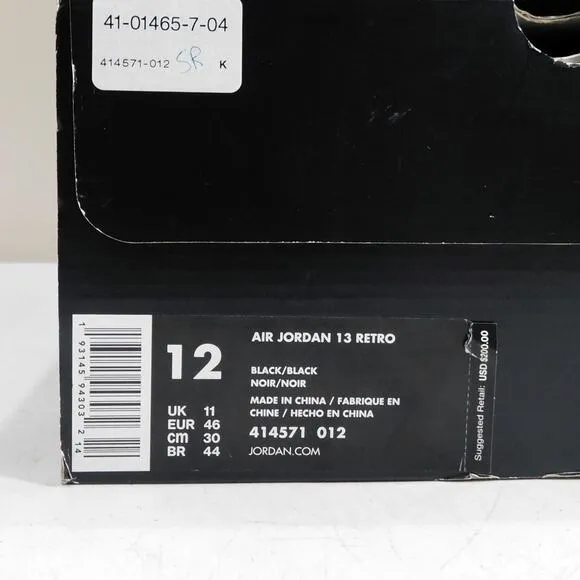 41-01465-7-04
414571-012 SR K
12
AIR JORDAN 13 RETRO
BLACK/BLACK
NOIR/NOIR
MADE IN CHINA / FABRIQUE EN
CHINE / HECHO EN CHINA
414571 012
JORDAN.COM
UK 11
EUR 46
cm 30
BR 44
1 93145 94303 2 14
Suggested Retail: USD $200.00